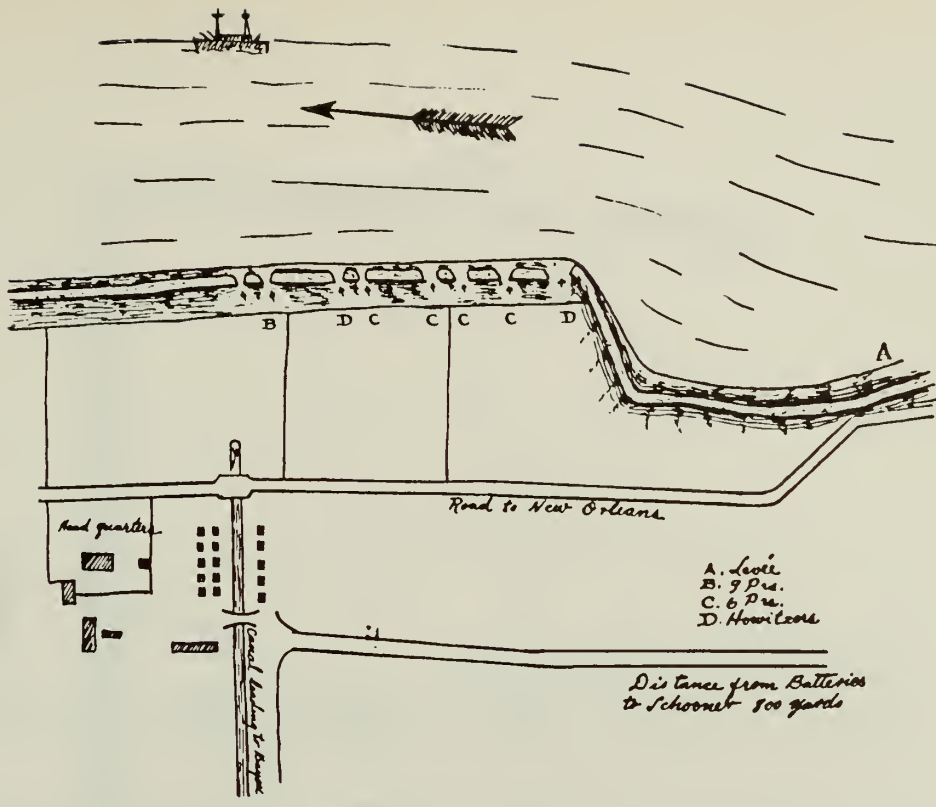 A
B D C C C C D
Road to New Orleans
Head quarters
A. Levée
B. 9 Prs.
C. 6 Prs.
D. Howitzers
Canal leading to Bayou
Distance from Batteries
to Schooner 800 yards